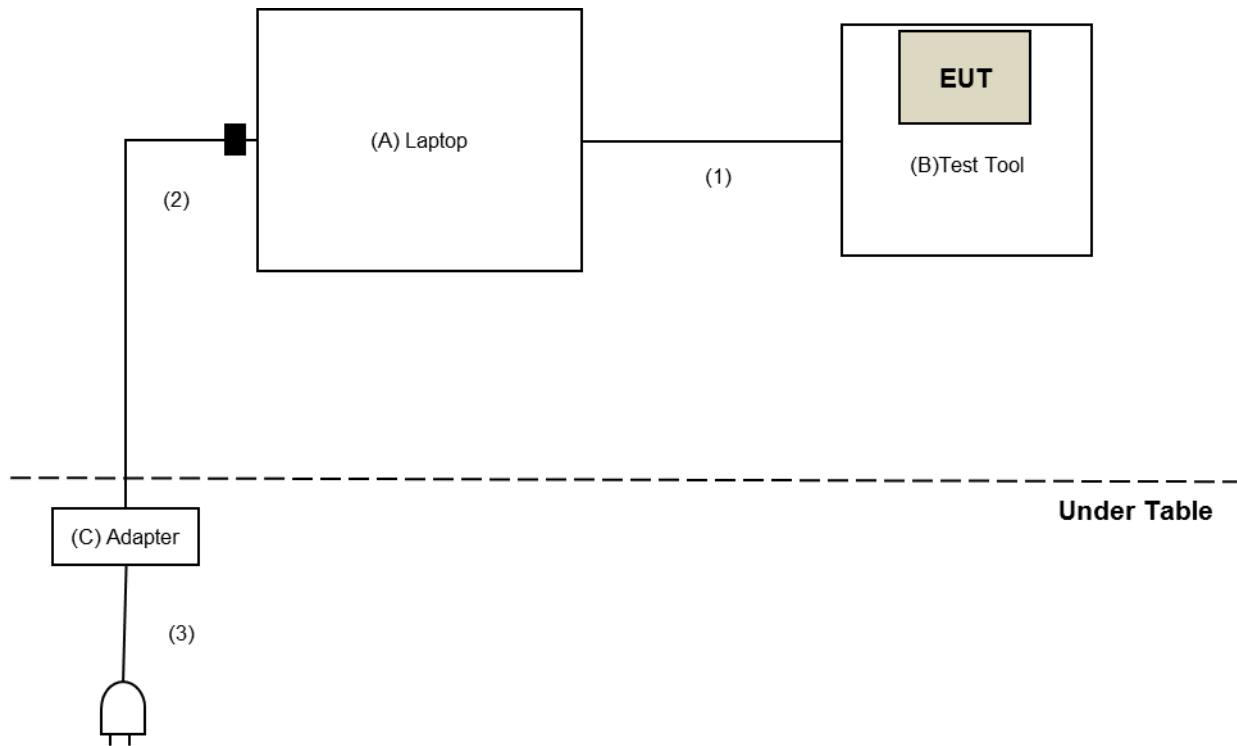 EUT
(A) Laptop
(B)Test Tool
(1)
(2)
Under Table
(C) Adapter
(3)